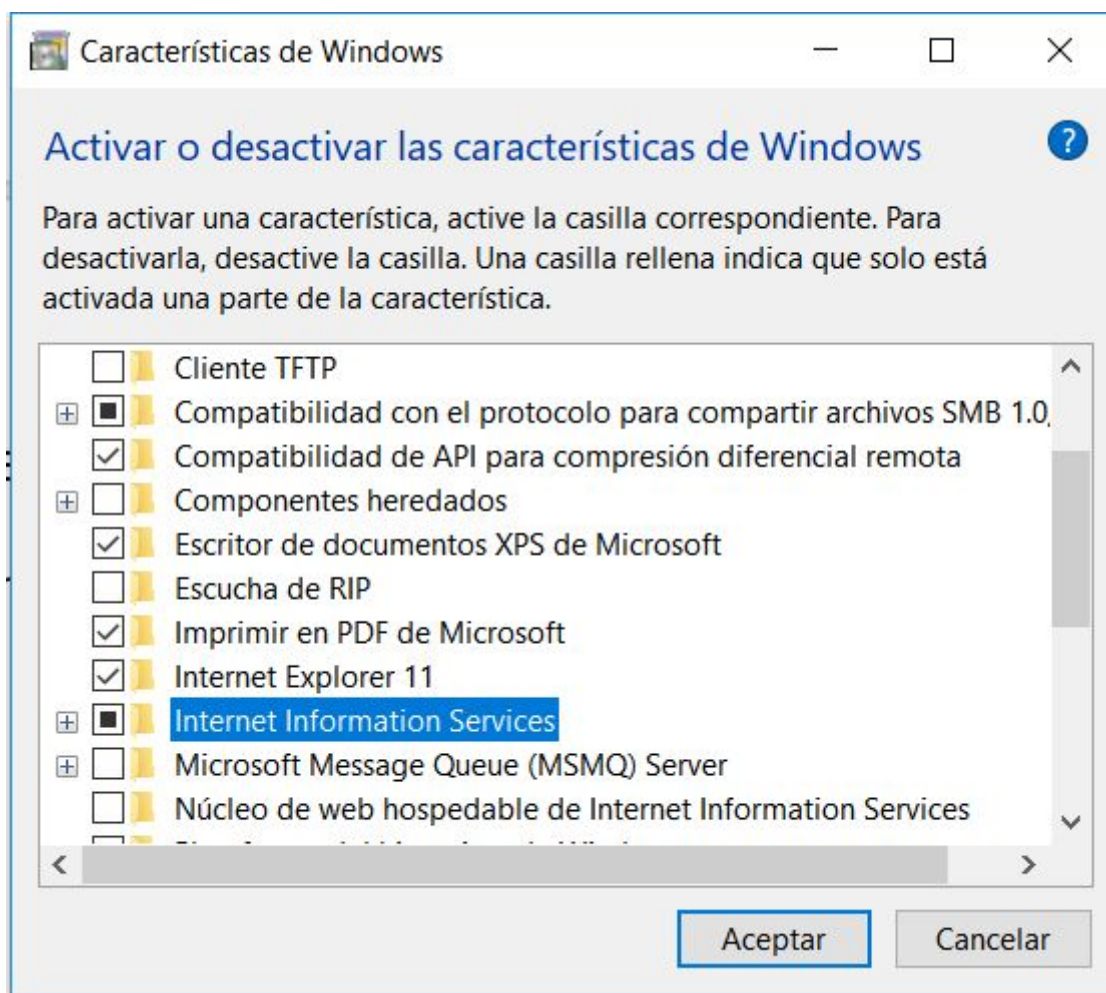 Características de Windows
Activar o desactivar las características de Windows
?
Para activar una característica, active la casilla correspondiente. Para
desactivarla, desactive la casilla. Una casilla rellena indica que solo está
activada una parte de la característica.
Cliente TFTP
Compatibilidad con el protocolo para compartir archivos SMB 1.0,
Compatibilidad de API para compresión diferencial remota
Componentes heredados
Escritor de documentos XPS de Microsoft
Escucha de RIP
Imprimir en PDF de Microsoft
Internet Explorer 11
Internet Information Services
Microsoft Message Queue (MSMQ) Server
Núcleo de web hospedable de Internet Information Services
Aceptar
Cancelar